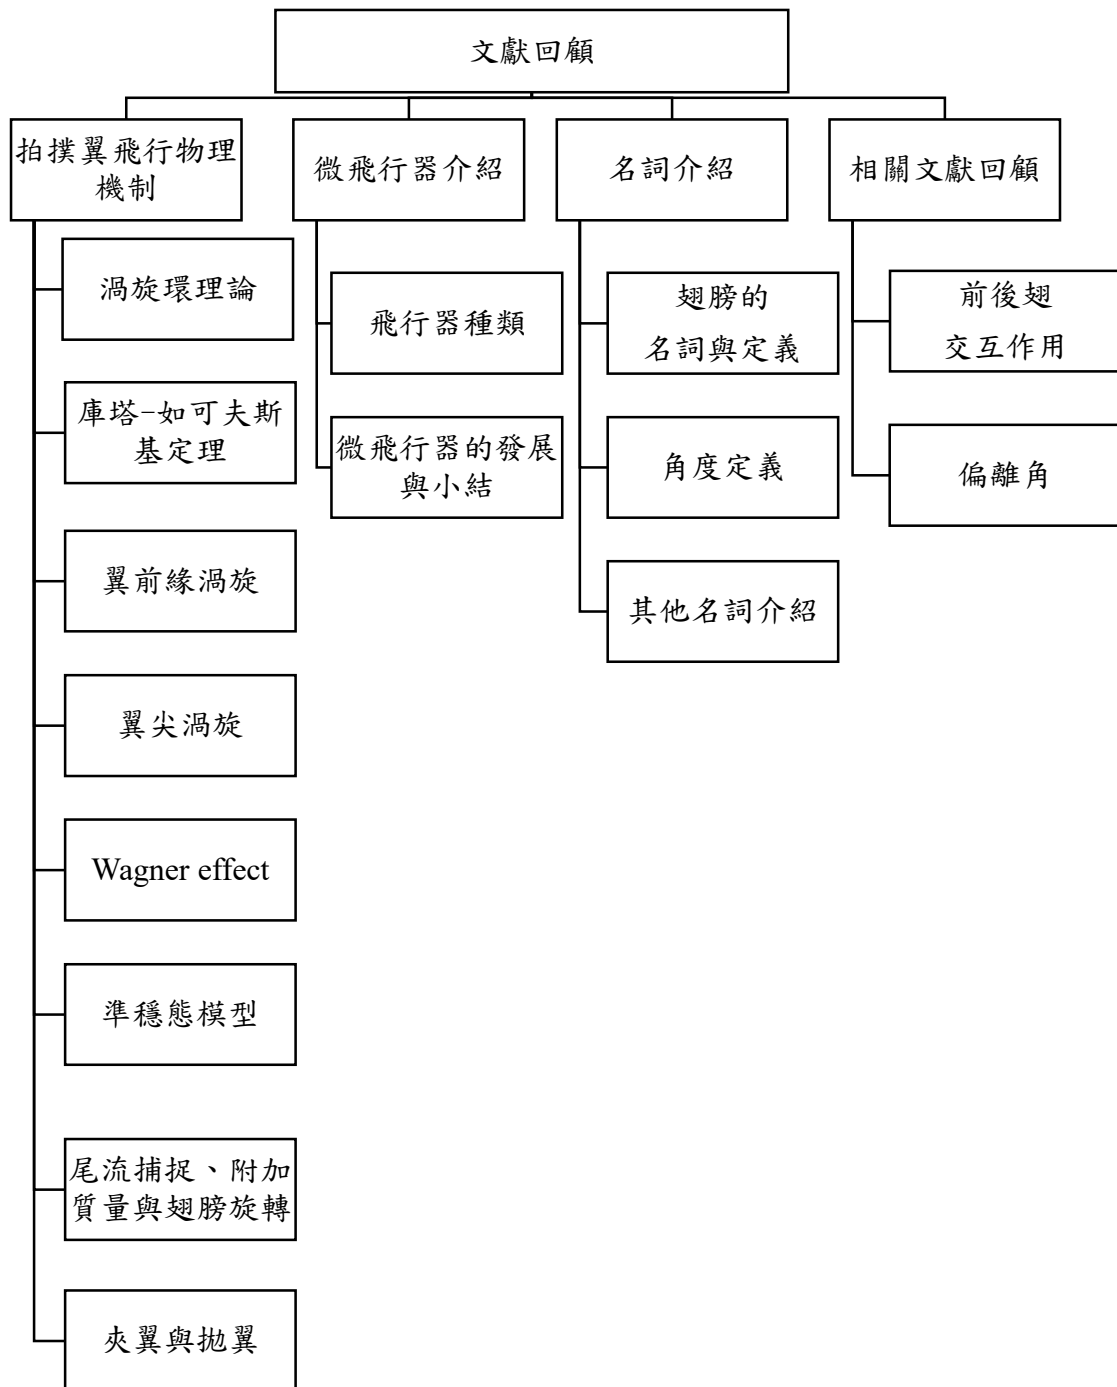 文獻回顧
拍撲翼飛行物理
機制
渦旋環理論
庫塔-如可夫斯
基定理
翼前緣渦旋
翼尖渦旋
Wagner effect
準穩態模型
尾流捕捉、附加
質量與翅膀旋轉
夾翼與拋翼
微飛行器介紹
飛行器種類
微飛行器的發展
與小結
名詞介紹
翅膀的
名詞與定義
角度定義
其他名詞介紹
相關文獻回顧
前後翅
交互作用
偏離角